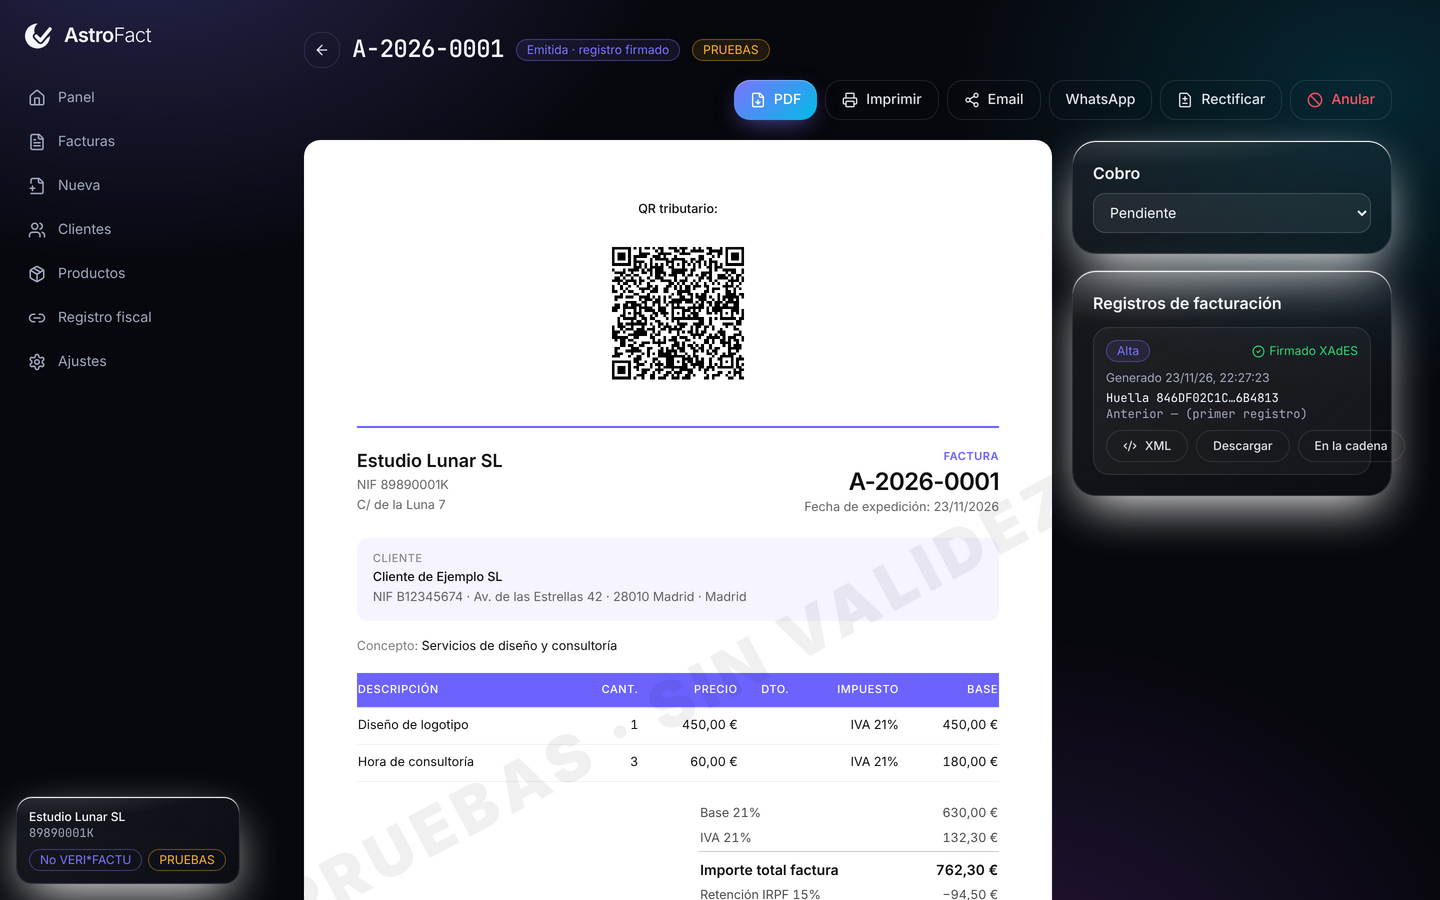 AstroFact
Panel
Facturas
Nueva
Clientes
Productos
Registro fiscal
Ajustes
Estudio Lunar SL
89890001K
No VERI*FACTU
PRUEBAS
A-2026-0001
Emitida · registro firmado
PRUEBAS
PDF
Imprimir
Email
WhatsApp
Rectificar
Anular
QR tributario:
Estudio Lunar SL
NIF 89890001K
C/ de la Luna 7
FACTURA
A-2026-0001
Fecha de expedición: 23/11/2026
CLIENTE
Cliente de Ejemplo SL
NIF B12345674 · Av. de las Estrellas 42 · 28010 Madrid · Madrid
Concepto: Servicios de diseño y consultoría
DESCRIPCIÓN CANT. PRECIO DTO. IMPUESTO BASE
Diseño de logotipo 1 450,00 € IVA 21% 450,00 €
Hora de consultoría 3 60,00 € IVA 21% 180,00 €
Base 21% 630,00 €
IVA 21% 132,30 €
Importe total factura 762,30 €
Retención IRPF 15% −94,50 €
PRUEBAS · SIN VALIDEZ
Cobro
Pendiente
Registros de facturación
Alta
Firmado XAdES
Generado 23/11/26, 22:27:23
Huella 846DF02C1C…6B4813
Anterior — (primer registro)
XML
Descargar
En la cadena